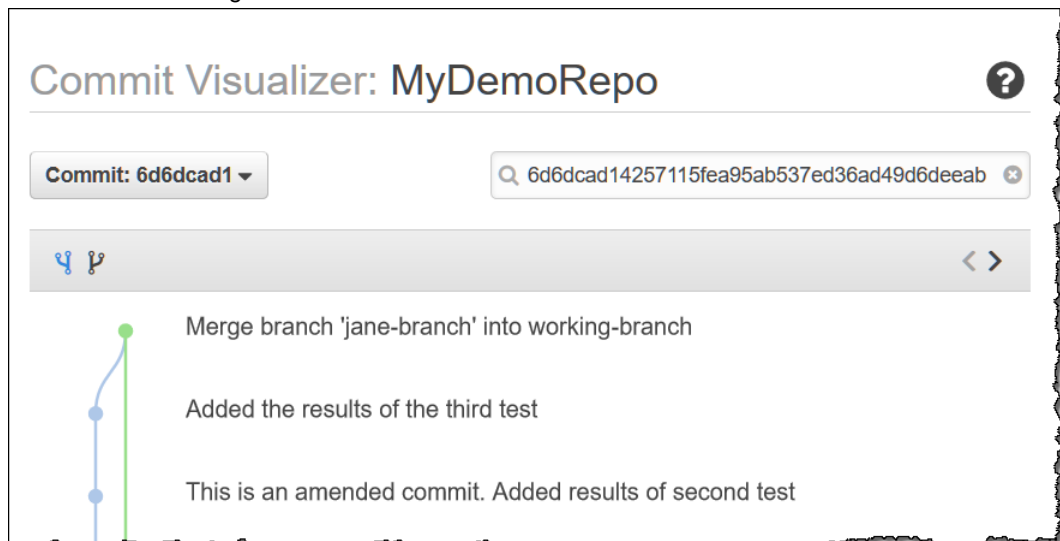 Commit Visualizer: MyDemoRepo
?
Commit: 6d6dcad1
6d6dcad14257115fea95ab537ed36ad49d6deeab
Merge branch 'jane-branch' into working-branch
Added the results of the third test
This is an amended commit. Added results of second test